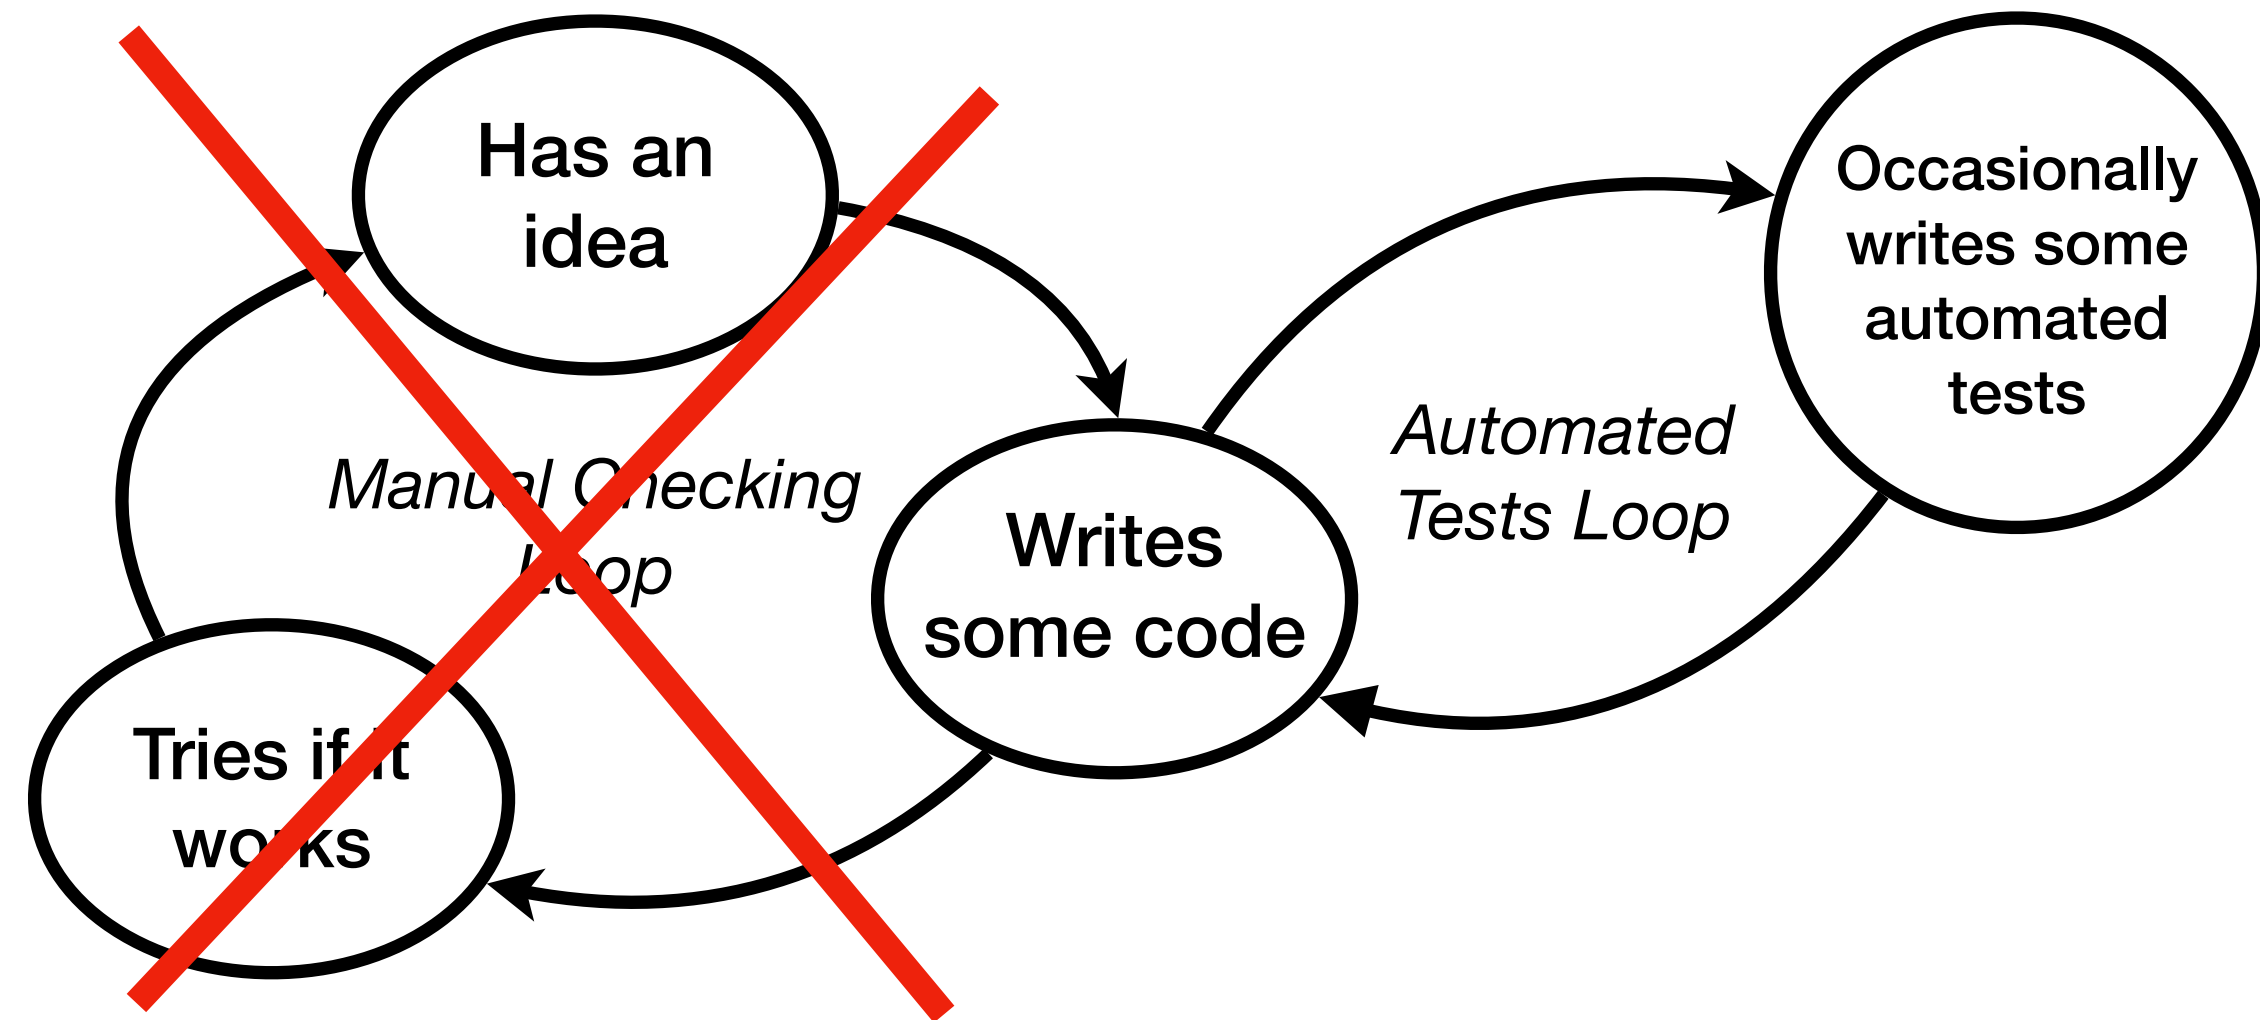 Has an
idea
Occasionally
writes some
automated
tests
Manual Checking
Loop
Automated
Tests Loop
Writes
some code
Tries if it
works